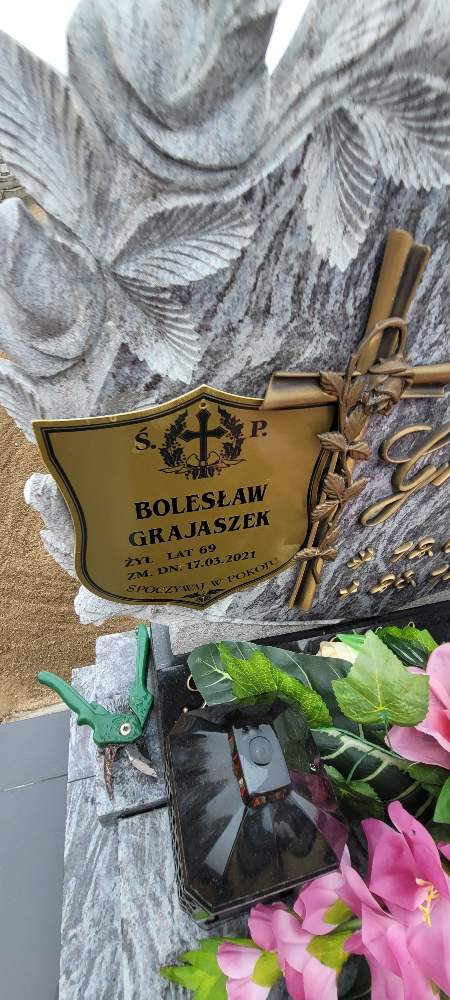 Ś. P.
BOLESŁAW
GRAJASZEK
ŻYŁ LAT 69
ZM. DN. 17.03.2021
SPOCZYWAJ W POKOJU